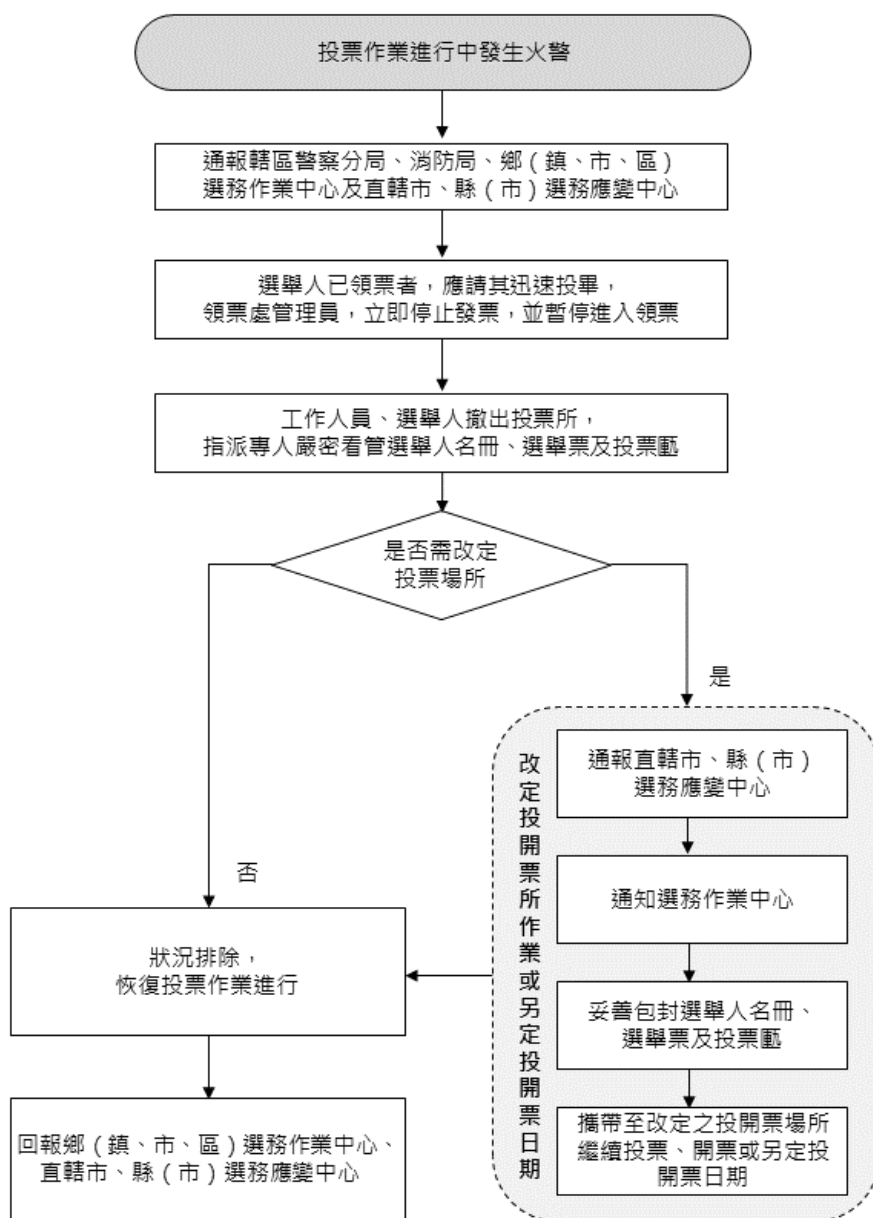 投票作業進行中發生火警
通報轄區警察分局、消防局、鄉（鎮、市、區）
選務作業中心及直轄市、縣（市）選務應變中心
選舉人已領票者，應請其迅速投畢，
領票處管理員，立即停止發票，並暫停進入領票
工作人員、選舉人撤出投票所，
指派專人嚴密看管選舉人名冊、選舉票及投票匭
是否需改定
投票場所
是
否
改定投開票所作業或另定投開票日期
通報直轄市、縣（市）
選務應變中心
通知選務作業中心
妥善包封選舉人名冊、
選舉票及投票匭
攜帶至改定之投開票場所
繼續投票、開票或另定投
開票日期
狀況排除，
恢復投票作業進行
回報鄉（鎮、市、區）選務作業中心、
直轄市、縣（市）選務應變中心